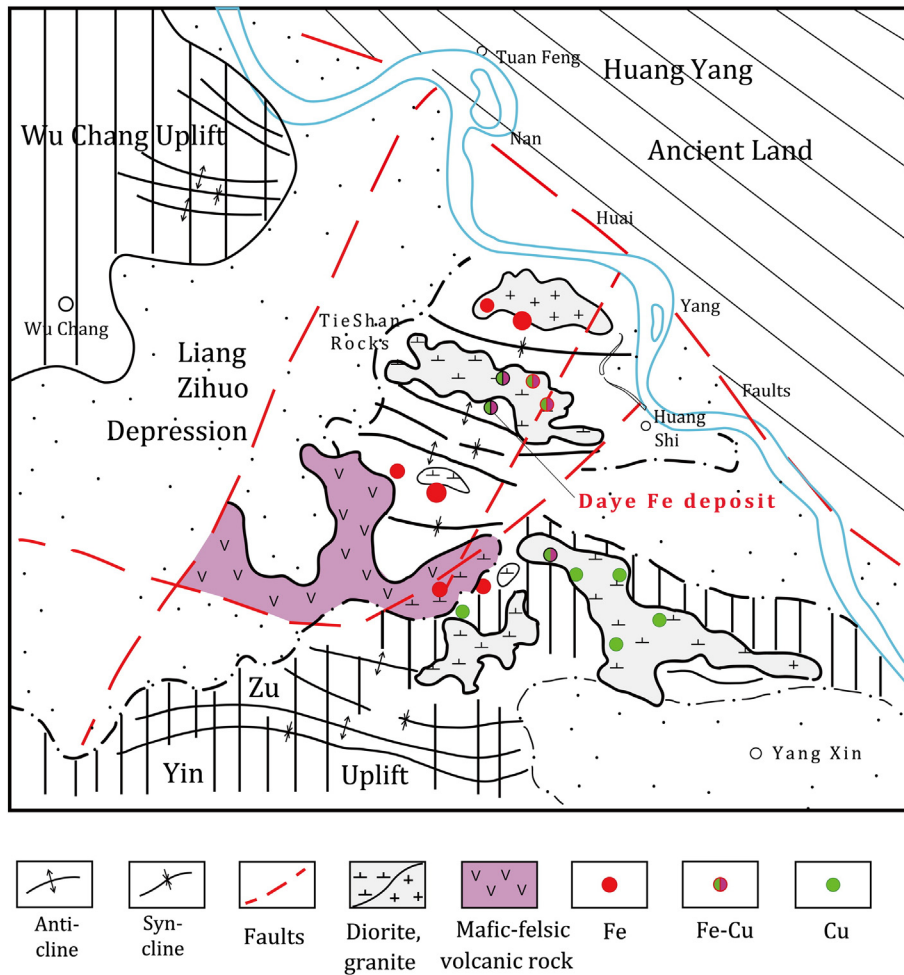 Tuan Feng
Huang Yang
Ancient Land
Wu Chang Uplift
Nan
Huai
Yang
Faults
Wu Chang
TieShan
Rocks
Liang
Zihuo
Depression
Huang
Shi
Daye Fe deposit
Zu
Yin
Uplift
Yang Xin
Anti-
cline
Syn-
cline
Faults
Diorite,
granite
Mafic-felsic
volcanic rock
Fe
Fe-Cu
Cu